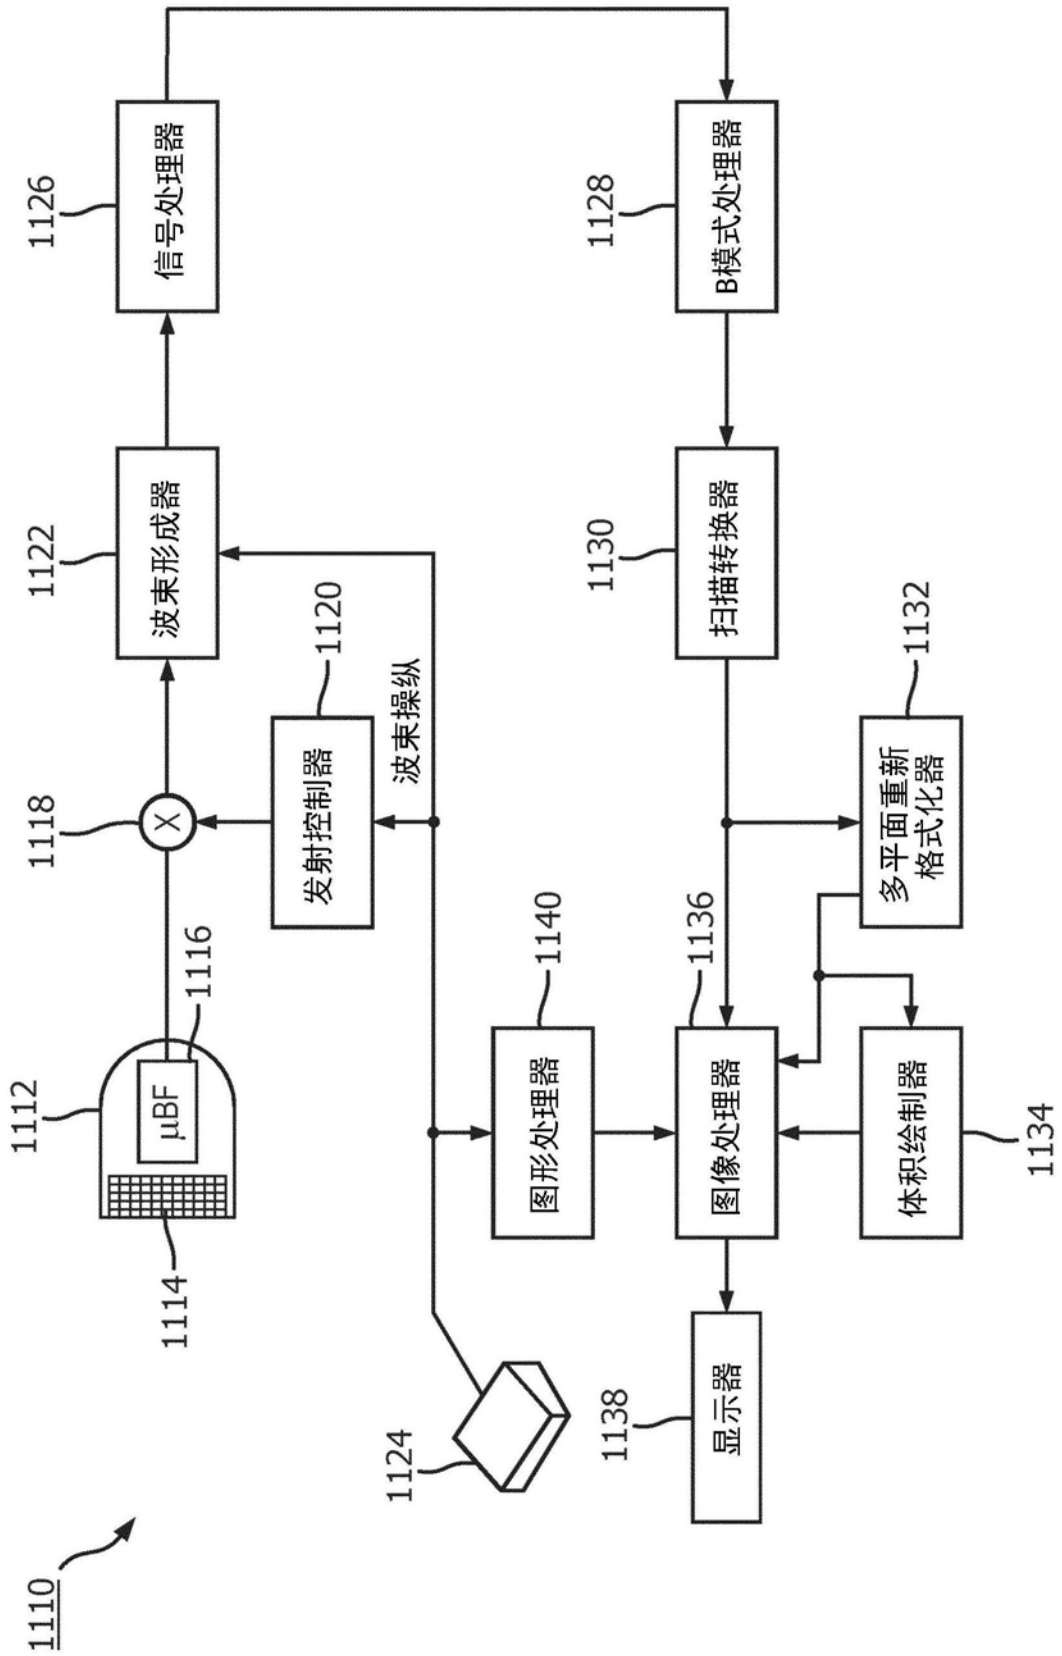 1110
1112
μBF
1116
1114
1118
X
1122
波束形成器
1126
信号处理器
1120
发射控制器
波束操纵
1124
1140
图形处理器
1128
B模式处理器
1130
扫描转换器
1132
多平面重新
格式化器
1136
图像处理器
1134
体积绘制器
1138
显示器